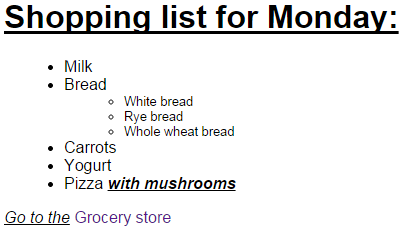 Shopping list for Monday:
Milk
Bread
White bread
Rye bread
Whole wheat bread
Carrots
Yogurt
Pizza with mushrooms
Go to the Grocery store